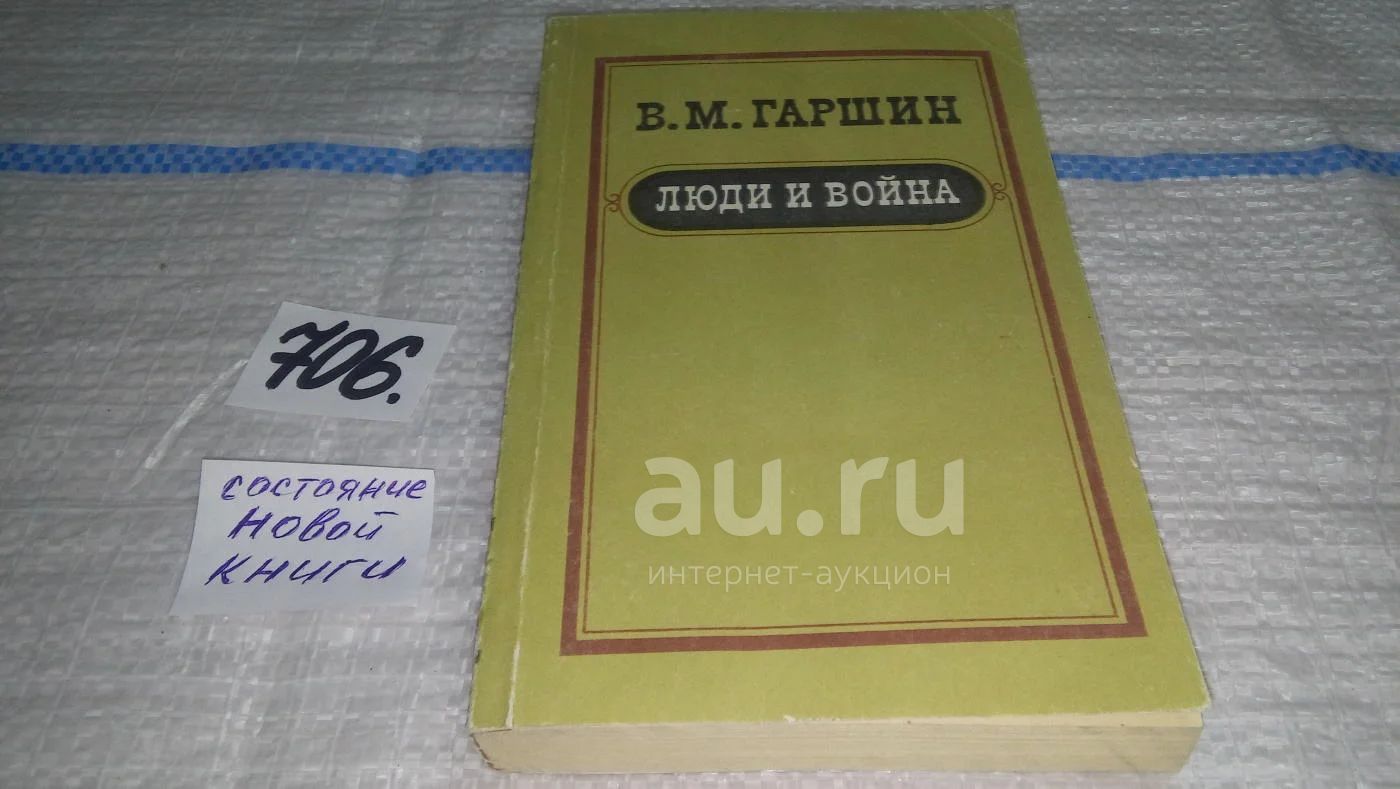 В. М. ГАРШИН
ЛЮДИ И ВОЙНА
706.
состояние
новой
книги
au.ru
интернет-аукцион